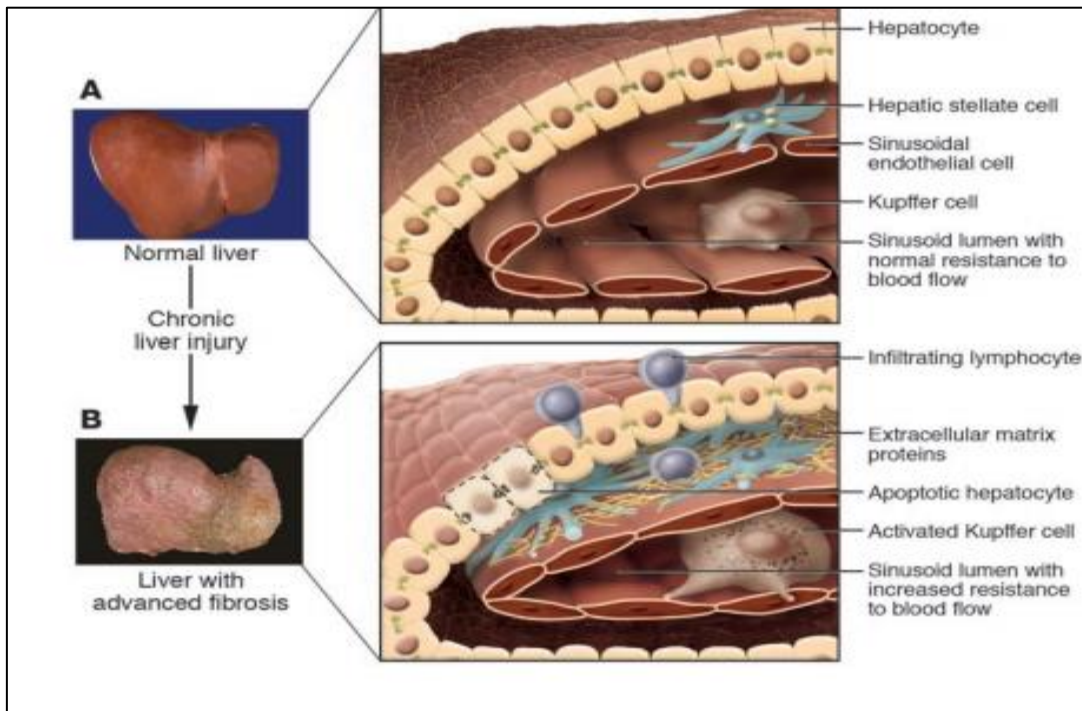 A
Normal liver
Chronic
liver injury
B
Liver with
advanced fibrosis
Hepatocyte
Hepatic stellate cell
Sinusoidal
endothelial cell
Kupffer cell
Sinusoid lumen with
normal resistance to
blood flow
Infiltrating lymphocyte
Extracellular matrix
proteins
Apoptotic hepatocyte
Activated Kupffer cell
Sinusoid lumen with
increased resistance
to blood flow